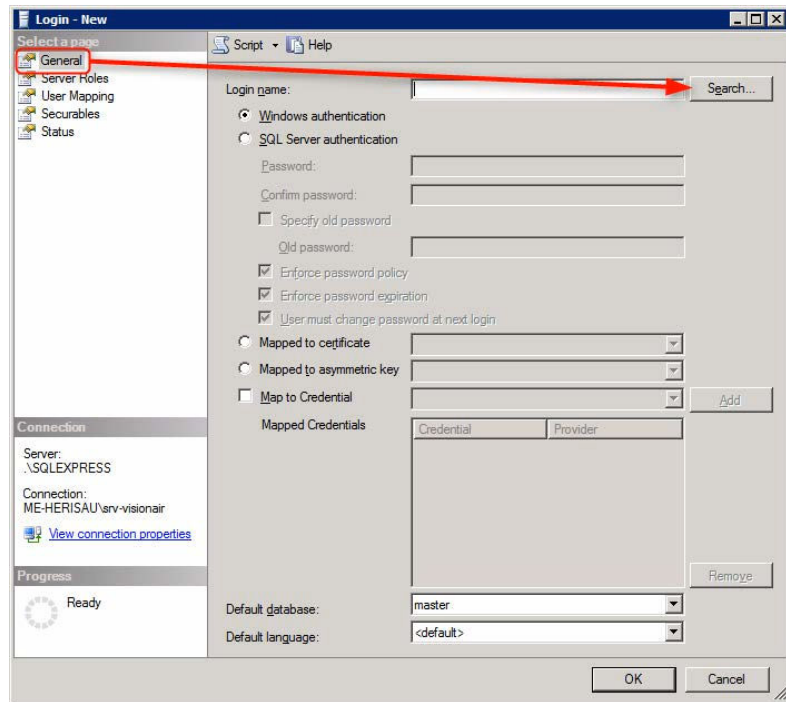 Login - New
Select a page
General
Server Roles
User Mapping
Securables
Status
Script
Help
Login name:
Search...
Windows authentication
SQL Server authentication
Password:
Confirm password:
Specify old password
Old password:
Enforce password policy
Enforce password expiration
User must change password at next login
Mapped to certificate
Mapped to asymmetric key
Map to Credential
Add
Mapped Credentials
Credential
Provider
Remove
Default database:
master
Default language:
<default>
Connection
Server:
.\SQLEXPRESS
Connection:
ME-HERISAU\srv-visionair
View connection properties
Progress
Ready
OK
Cancel